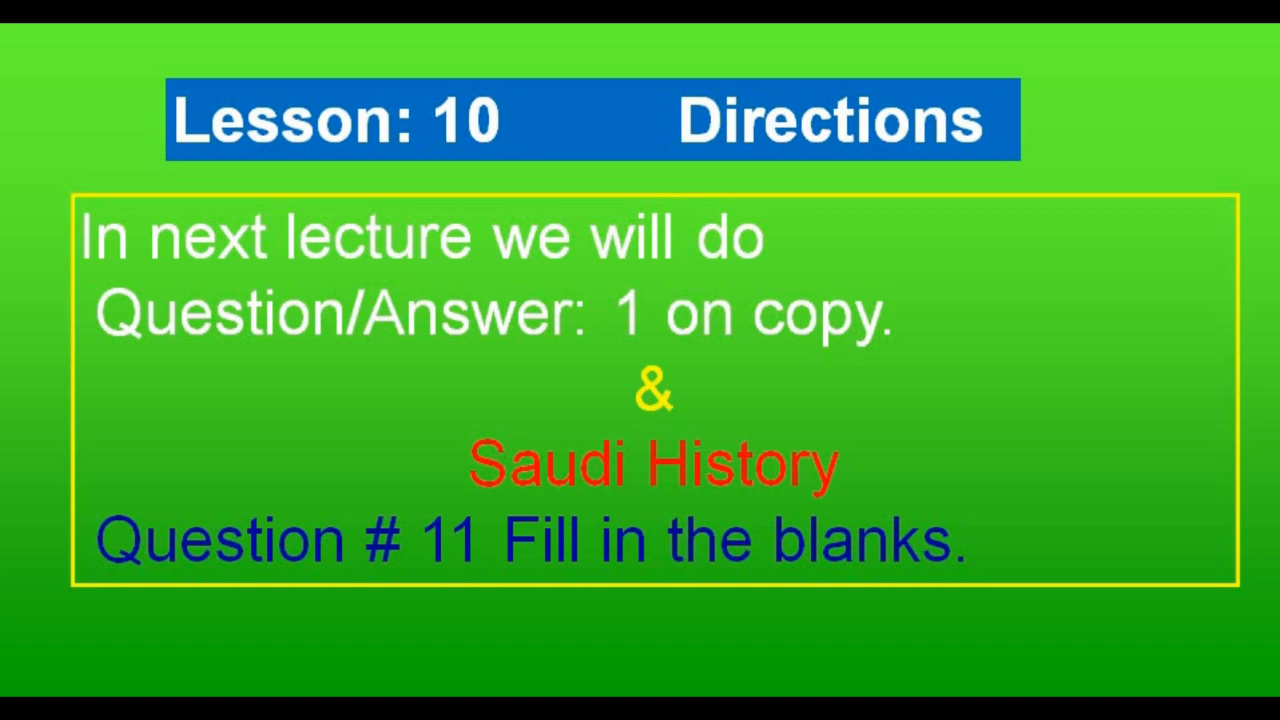 Lesson: 10 Directions
In next lecture we will do
Question/Answer: 1 on copy.
&
Saudi History
Question # 11 Fill in the blanks.